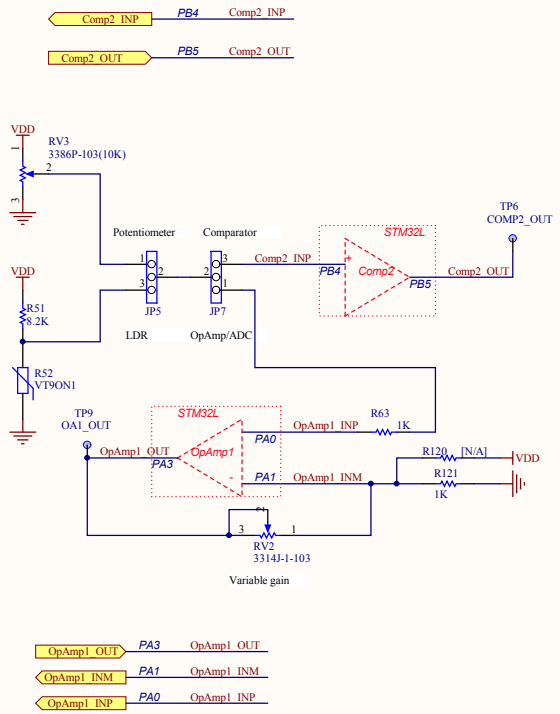 Comp2_INP PB4 Comp2_INP
Comp2_OUT PB5 Comp2_OUT
VDD
1
RV3
3386P-103(10K)
2
3
TP6
COMP2_OUT
Potentiometer Comparator
STM32L
1 3 Comp2_INP
PB4 + Comp2
2 2
PB5 Comp2_OUT
3 1
JP5 JP7
VDD
R51
8.2K
LDR OpAmp/ADC
R52
VT9ON1
TP9
OA1_OUT
STM32L
R63
OpAmp1_INP 1K
PA0
OpAmp1_OUT OpAmp1
PA3
- PA1 OpAmp1_INM
R120 [N/A] VDD
R121
1K
2
3 1
RV2
3314J-1-103
Variable gain
OpAmp1_OUT PA3 OpAmp1_OUT
OpAmp1_INM PA1 OpAmp1_INM
OpAmp1_INP PA0 OpAmp1_INP